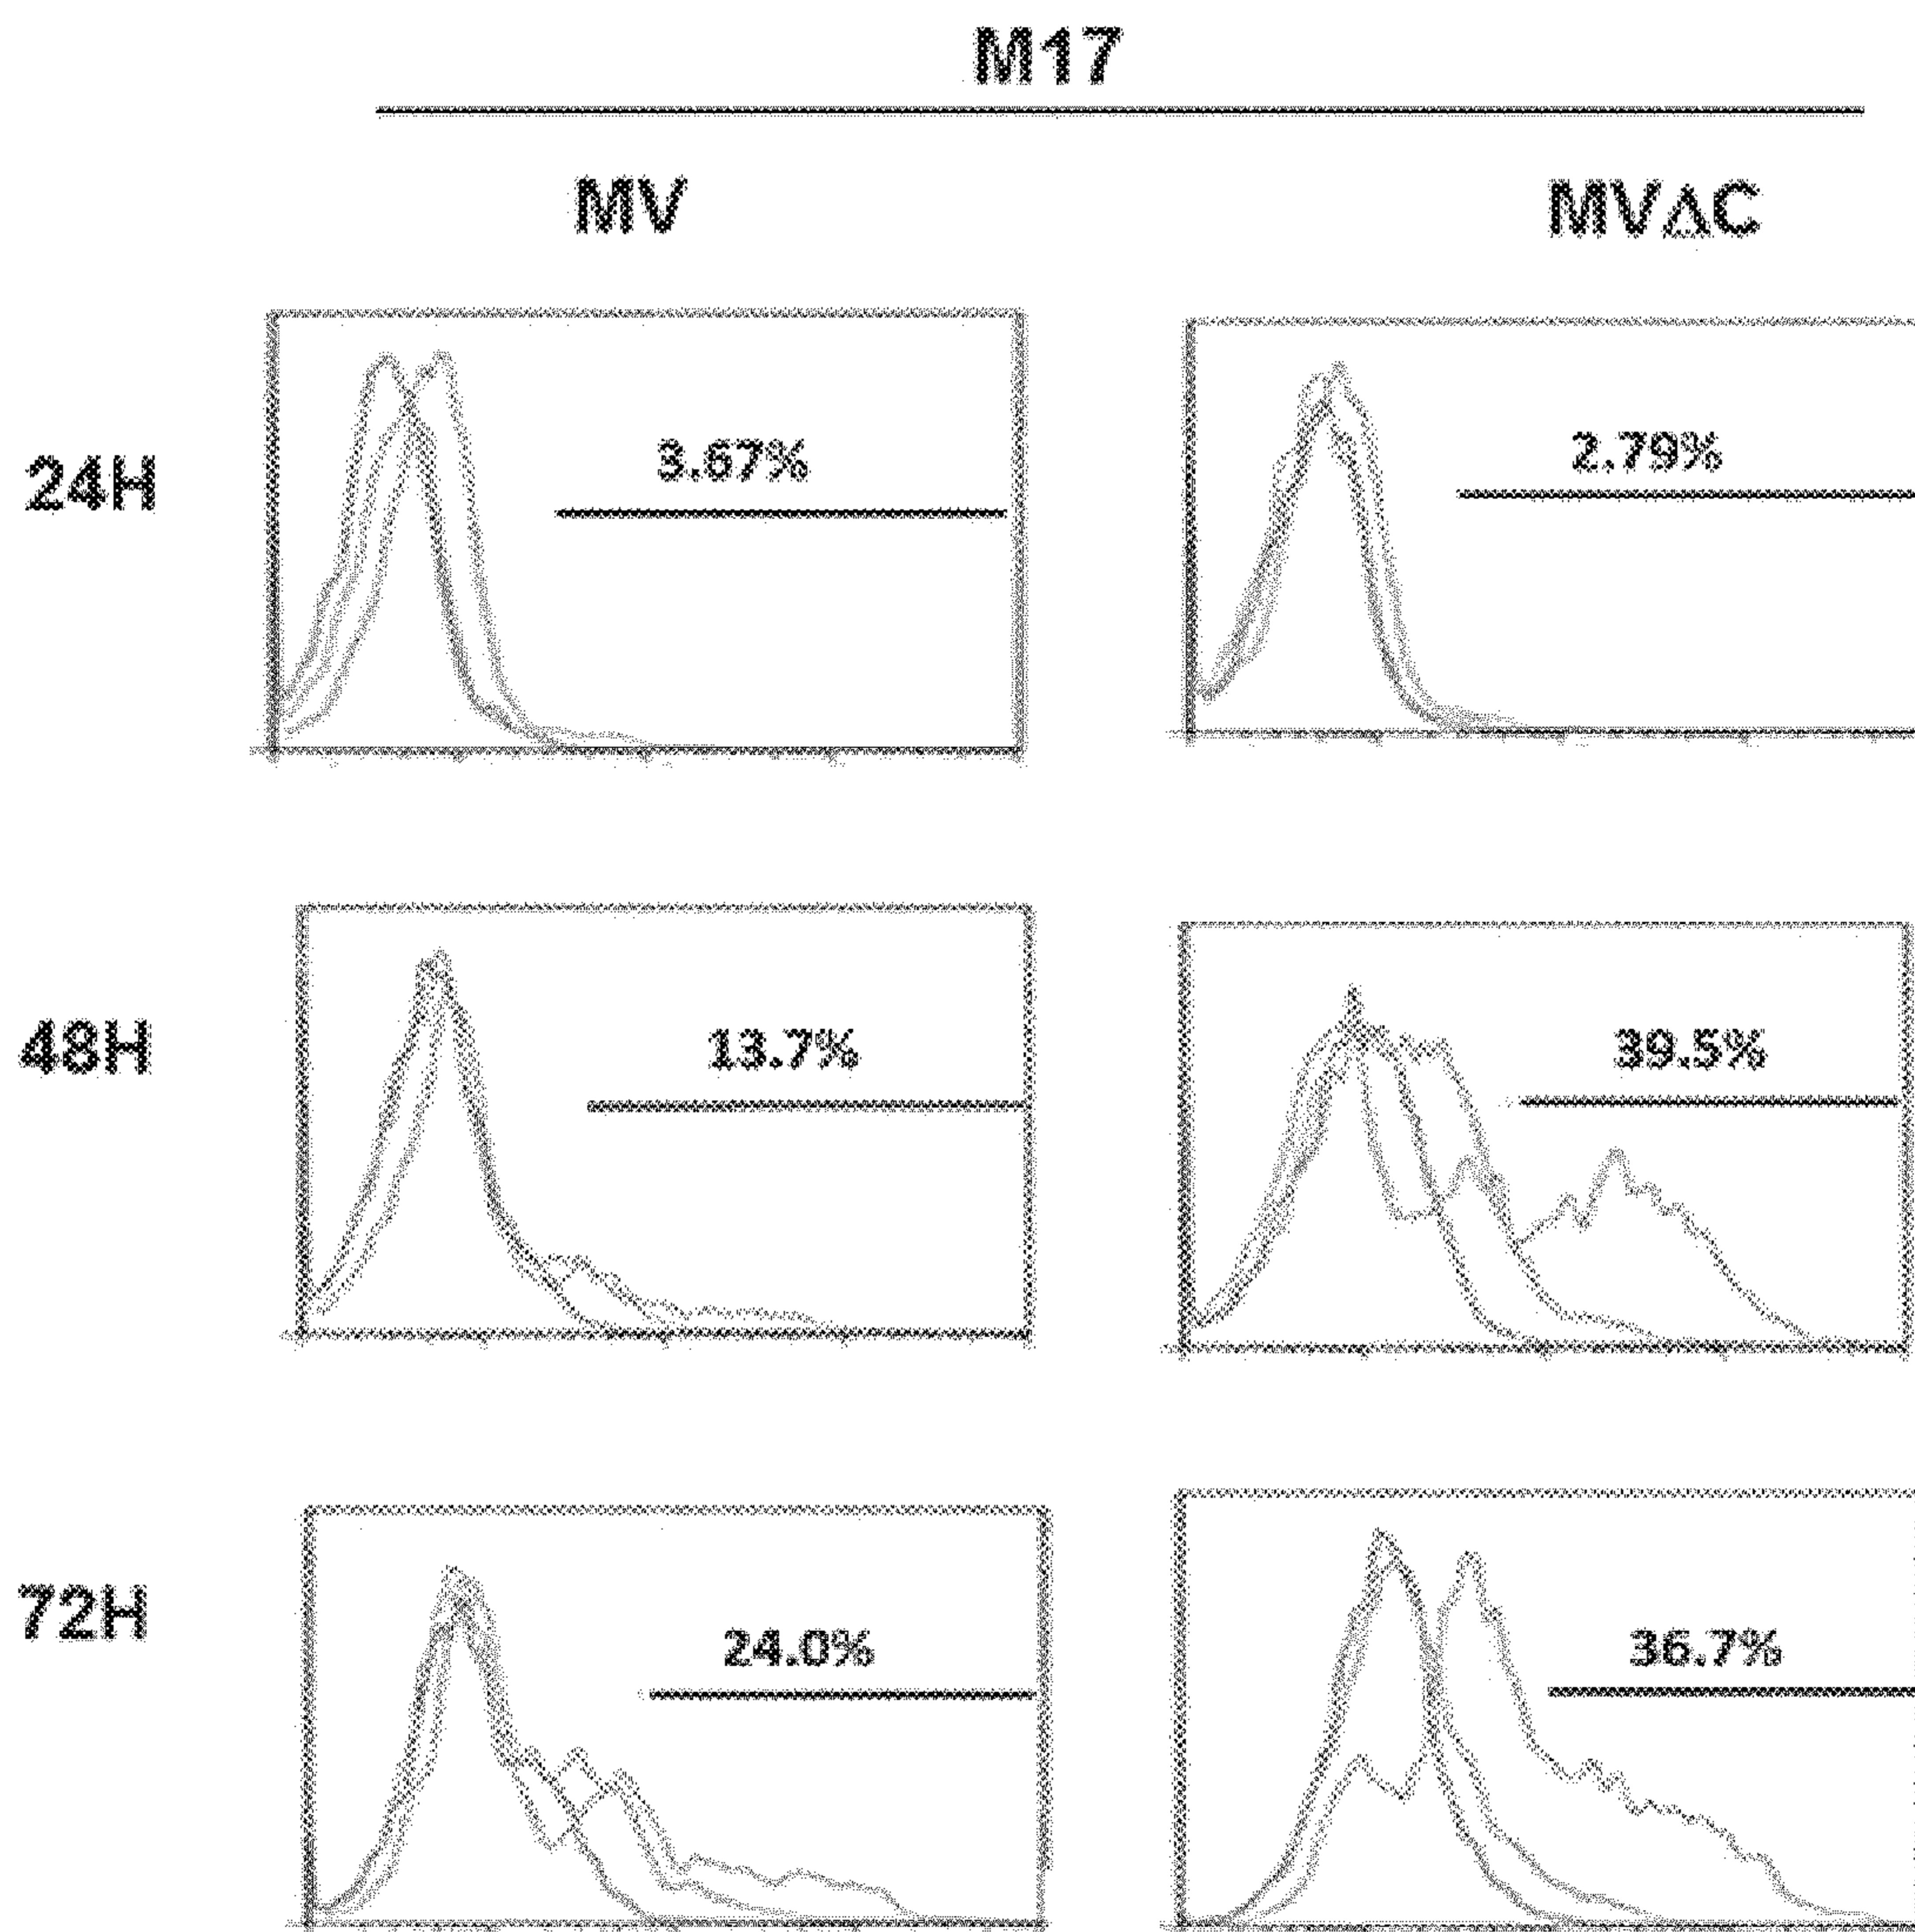 M17
MV MVΔC
24H 3.67% 2.79%
48H 13.7% 39.5%
72H 24.0% 36.7%